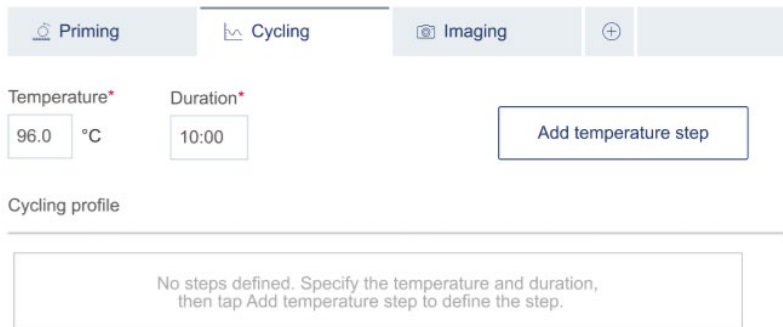 Priming Cycling Imaging
Temperature* Duration*
96.0 °C 10:00 Add temperature step
Cycling profile
No steps defined. Specify the temperature and duration,
then tap Add temperature step to define the step.